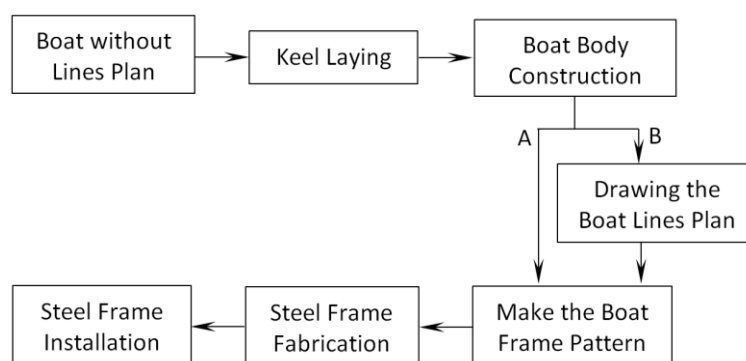 Boat without
Lines Plan
Keel Laying
Boat Body
Construction
A
B
Drawing the
Boat Lines Plan
Steel Frame
Installation
Steel Frame
Fabrication
Make the Boat
Frame Pattern